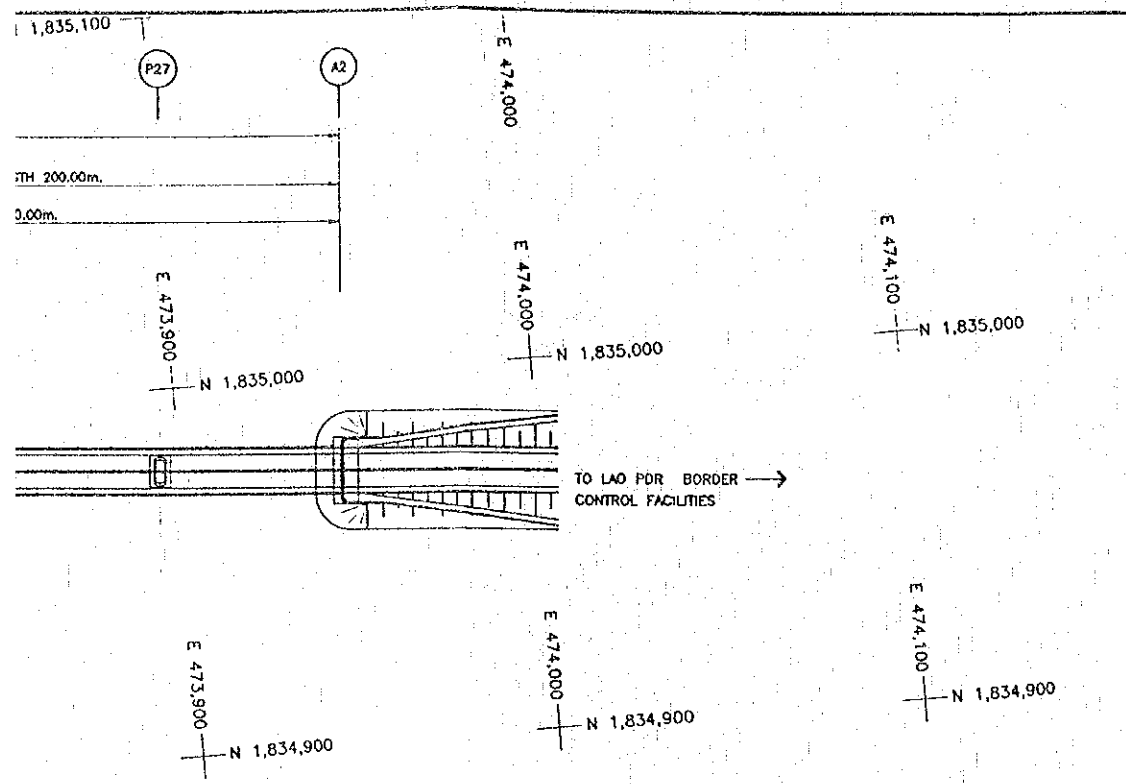 1,835,100
E 474,000
P27
A2
TH 200.00m.
0.00m.
E 473,900
N 1,835,000
E 474,000
N 1,835,000
E 474,100
N 1,835,000
TO LAO PDR BORDER
CONTROL FACILITIES
E 473,900
N 1,834,900
E 474,000
N 1,834,900
E 474,100
N 1,834,900